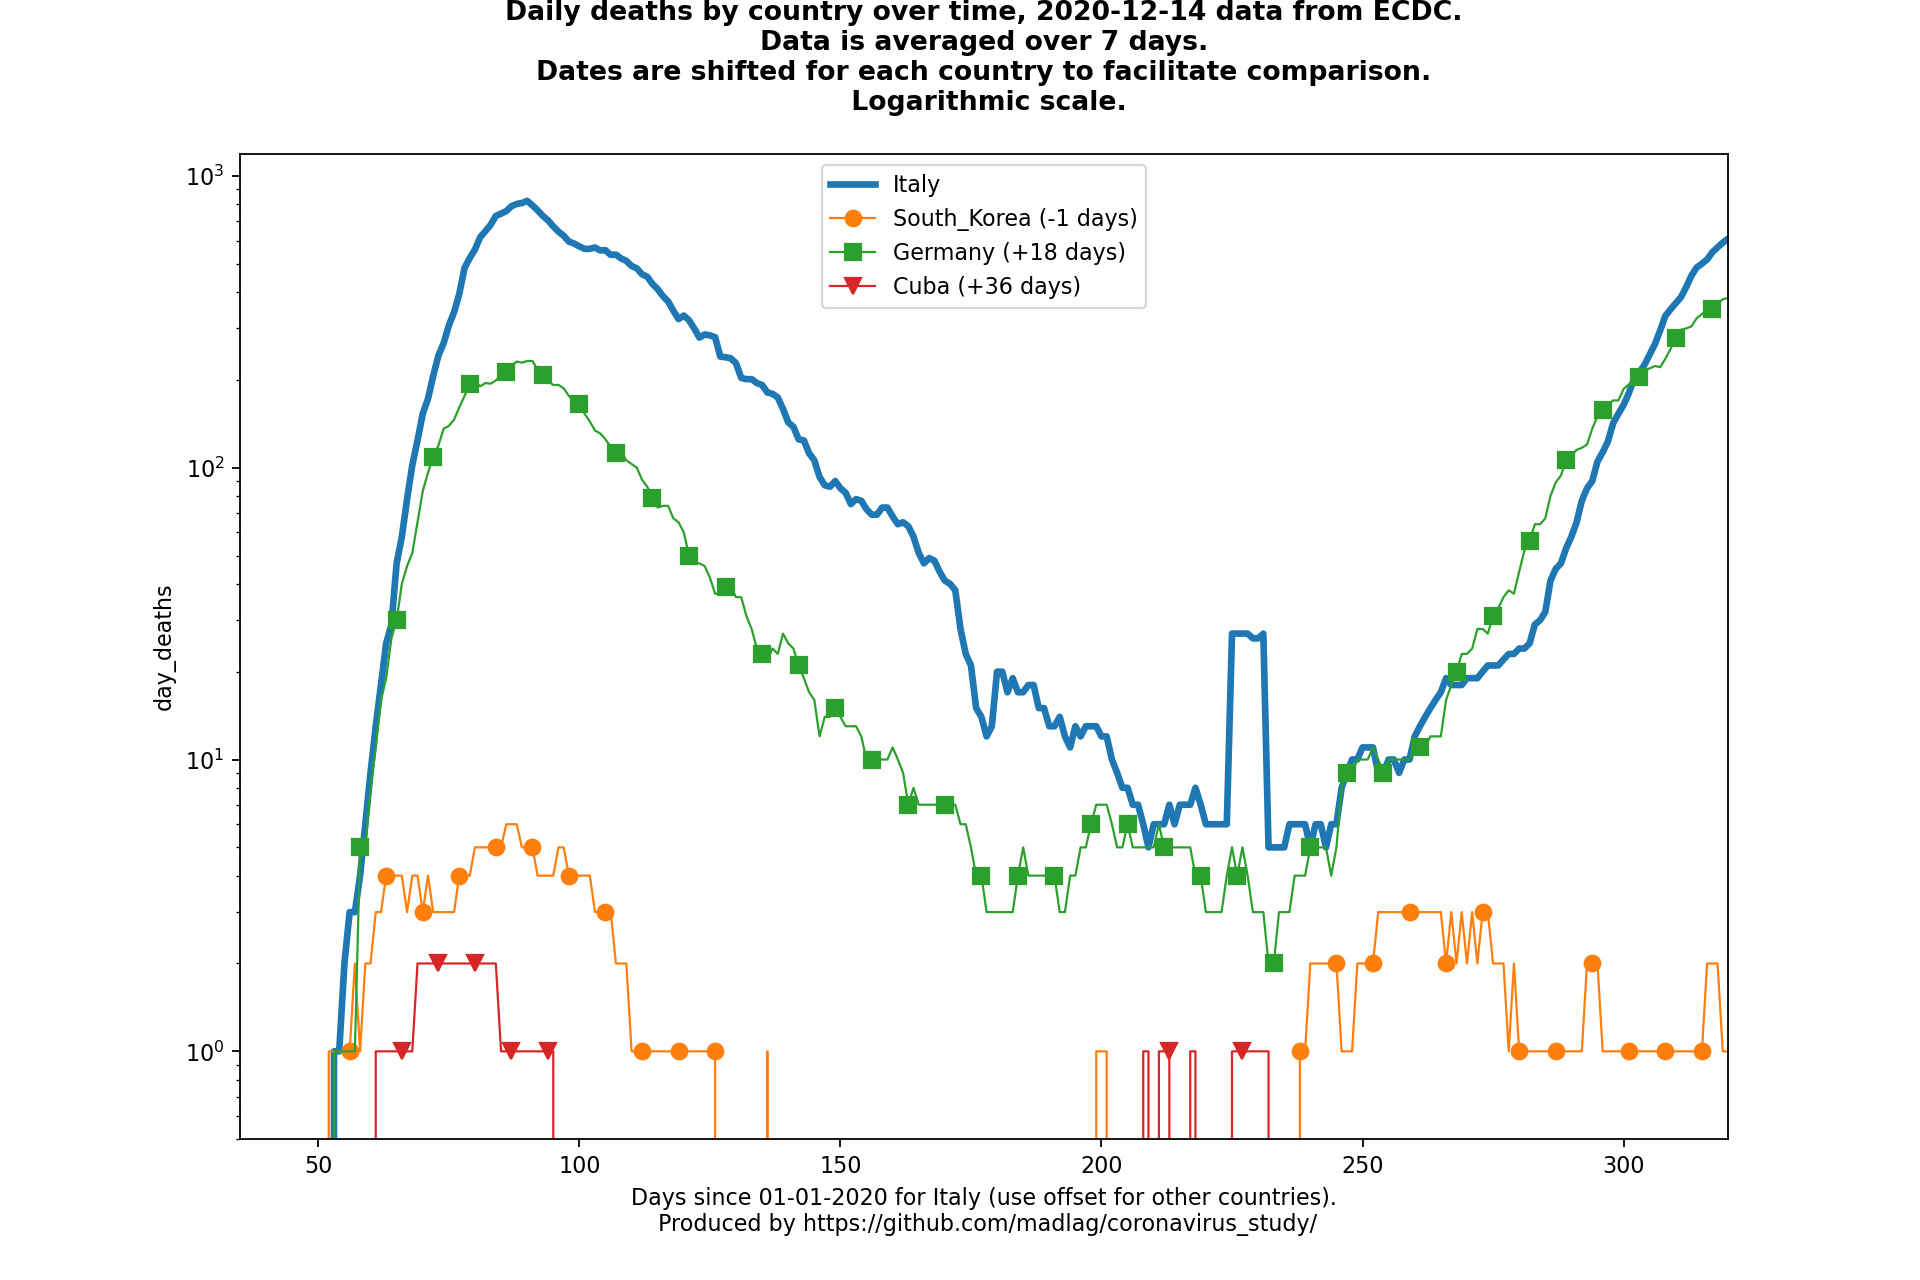 Daily deaths by country over time, 2020-12-14 data from ECDC.
Data is averaged over 7 days.
Dates are shifted for each country to facilitate comparison.
Logarithmic scale.
10³
Italy
South_Korea (-1 days)
Germany (+18 days)
Cuba (+36 days)
10²
day_deaths
10¹
10⁰
50 100 150 200 250 300
Days since 01-01-2020 for Italy (use offset for other countries).
Produced by https://github.com/madlag/coronavirus_study/